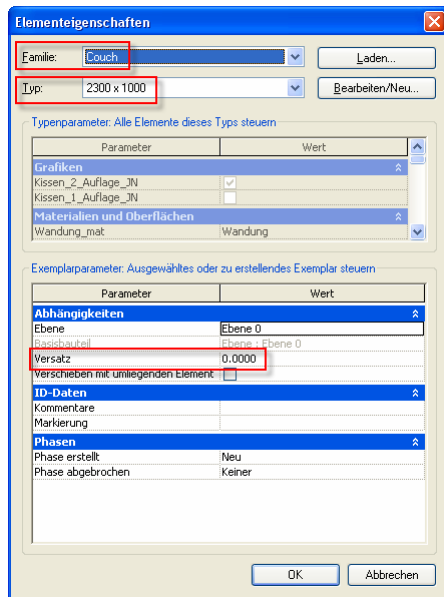 Elementeigenschaften
Familie: Couch Laden...
Typ: 2300 x 1000 Bearbeiten/Neu...
Typenparameter: Alle Elemente dieses Typs steuern
Parameter Wert
Grafiken
Kissen_2_Auflage_JN
Kissen_1_Auflage_JN
Materialien und Oberflächen
Wandung_mat Wandung
Exemplarparameter: Ausgewähltes oder zu erstellendes Exemplar steuern
Parameter Wert
Abhängigkeiten
Ebene Ebene 0
Basisbauteil Ebene : Ebene 0
Versatz 0.0000
Verschieben mit umliegenden Element
ID-Daten
Kommentare
Markierung
Phasen
Phase erstellt Neu
Phase abgebrochen Keiner
OK Abbrechen